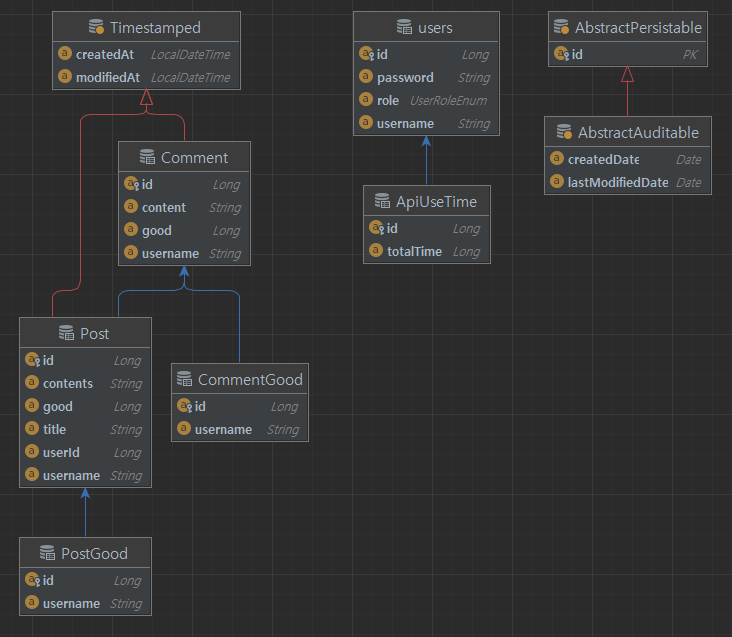 Timestamped
createdAt LocalDateTime
modifiedAt LocalDateTime
users
id Long
password String
role UserRoleEnum
username String
AbstractPersistable
id PK
AbstractAuditable
createdDate Date
lastModifiedDate Date
Comment
id Long
content String
good Long
username String
ApiUseTime
id Long
totalTime Long
Post
id Long
contents String
good Long
title String
userId Long
username String
CommentGood
id Long
username String
PostGood
id Long
username String